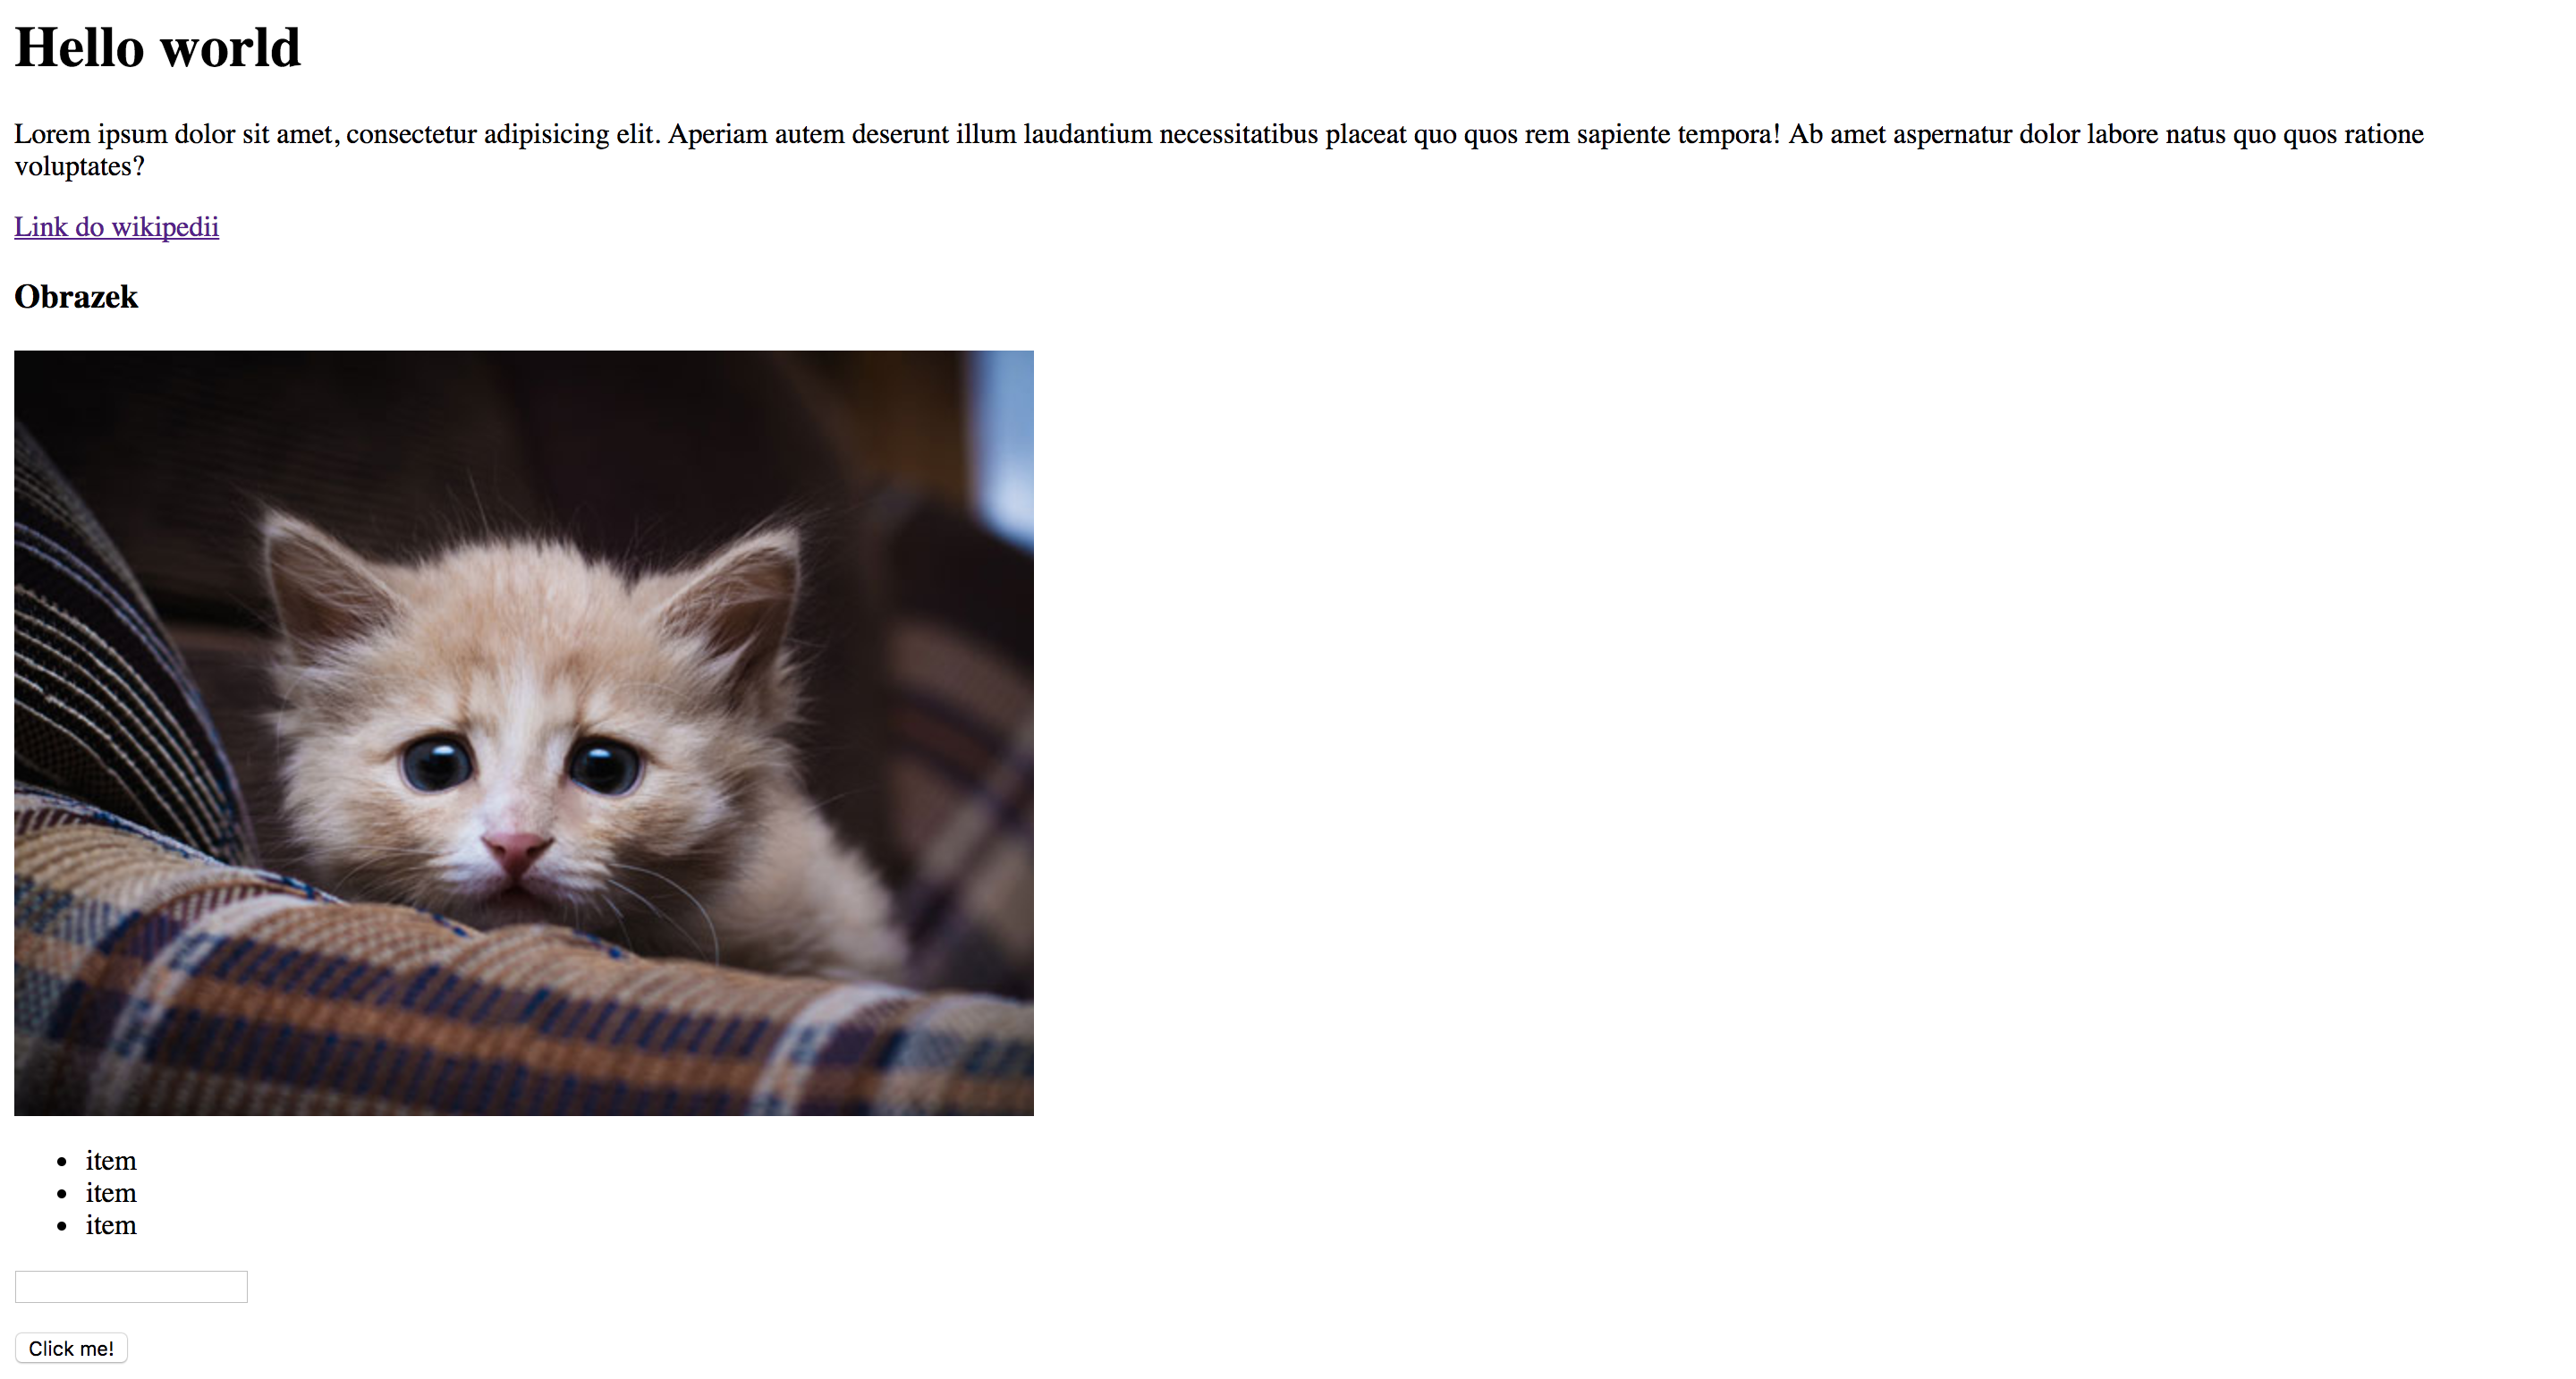 Hello world
Lorem ipsum dolor sit amet, consectetur adipisicing elit. Aperiam autem deserunt illum laudantium necessitatibus placeat quo quos rem sapiente tempora! Ab amet aspernatur dolor labore natus quo quos ratione
voluptates?
Link do wikipedii
Obrazek
item
item
item
Click me!